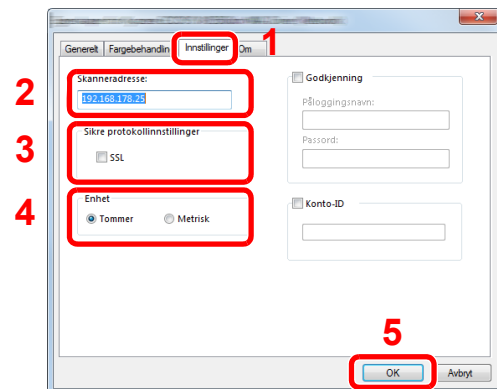 Generelt Fargebehandlin Innstillinger Om 1
2
Skanneradresse:
192.168.178.25
3
Sikre protokollinnstillinger
SSL
4
Enhet
Tommer Metrisk
Godkjenning
Påloggingsnavn:
Passord:
Konto-ID
5
OK Avbryt